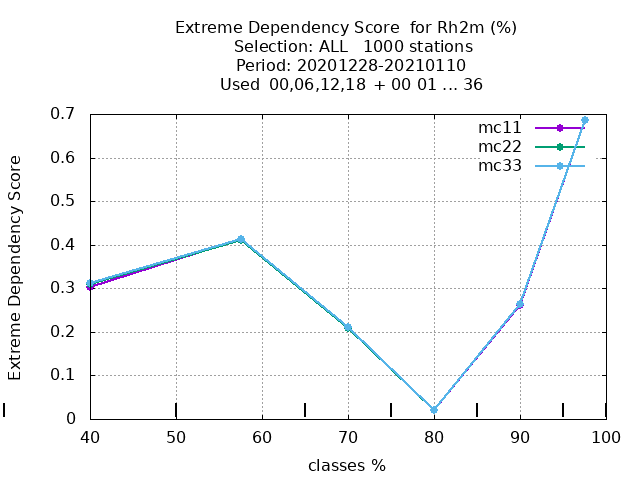 Extreme Dependency Score  for Rh2m (%)
Selection: ALL   1000 stations
Period: 20201228-20210110
Used  00,06,12,18  + 00 01 ... 36
mc11
mc22
mc33
Extreme Dependency Score
0.7
0.6
0.5
0.4
0.3
0.2
0.1
0
40 50 60 70 80 90 100
classes %